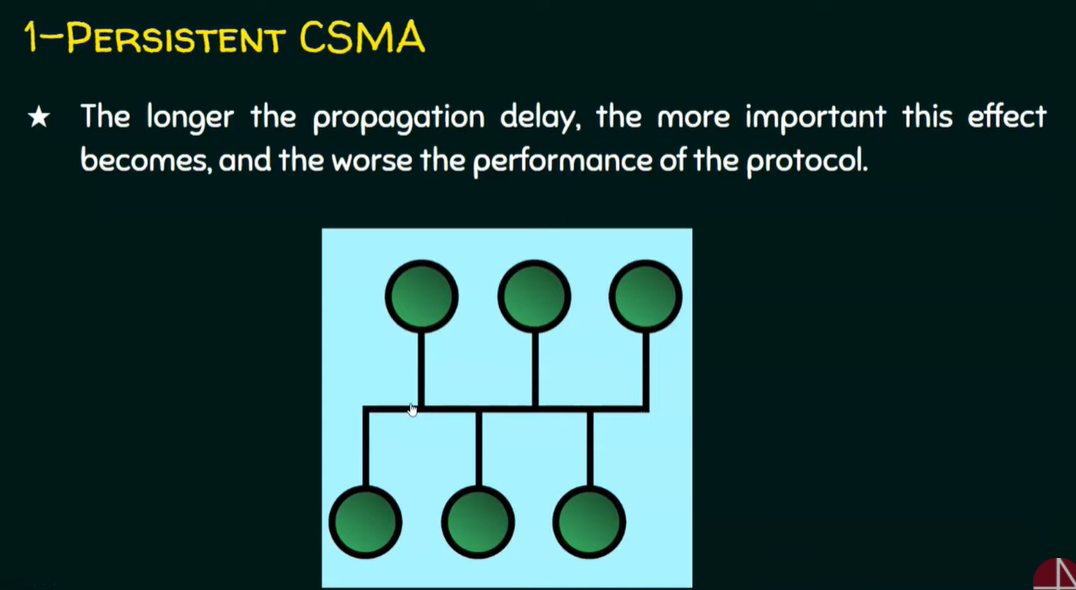 1-PERSISTENT CSMA
★ The longer the propagation delay, the more important this effect
becomes, and the worse the performance of the protocol.